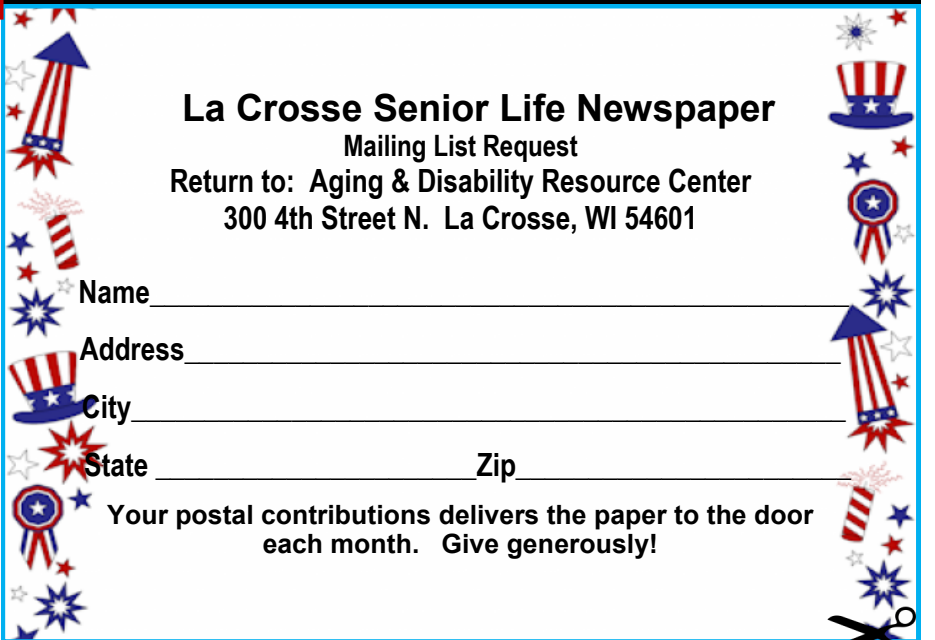 La Crosse Senior Life Newspaper
Mailing List Request
Return to:  Aging & Disability Resource Center
300 4th Street N.  La Crosse, WI 54601
Name
Address
City
State Zip
Your postal contributions delivers the paper to the door
each month.   Give generously!